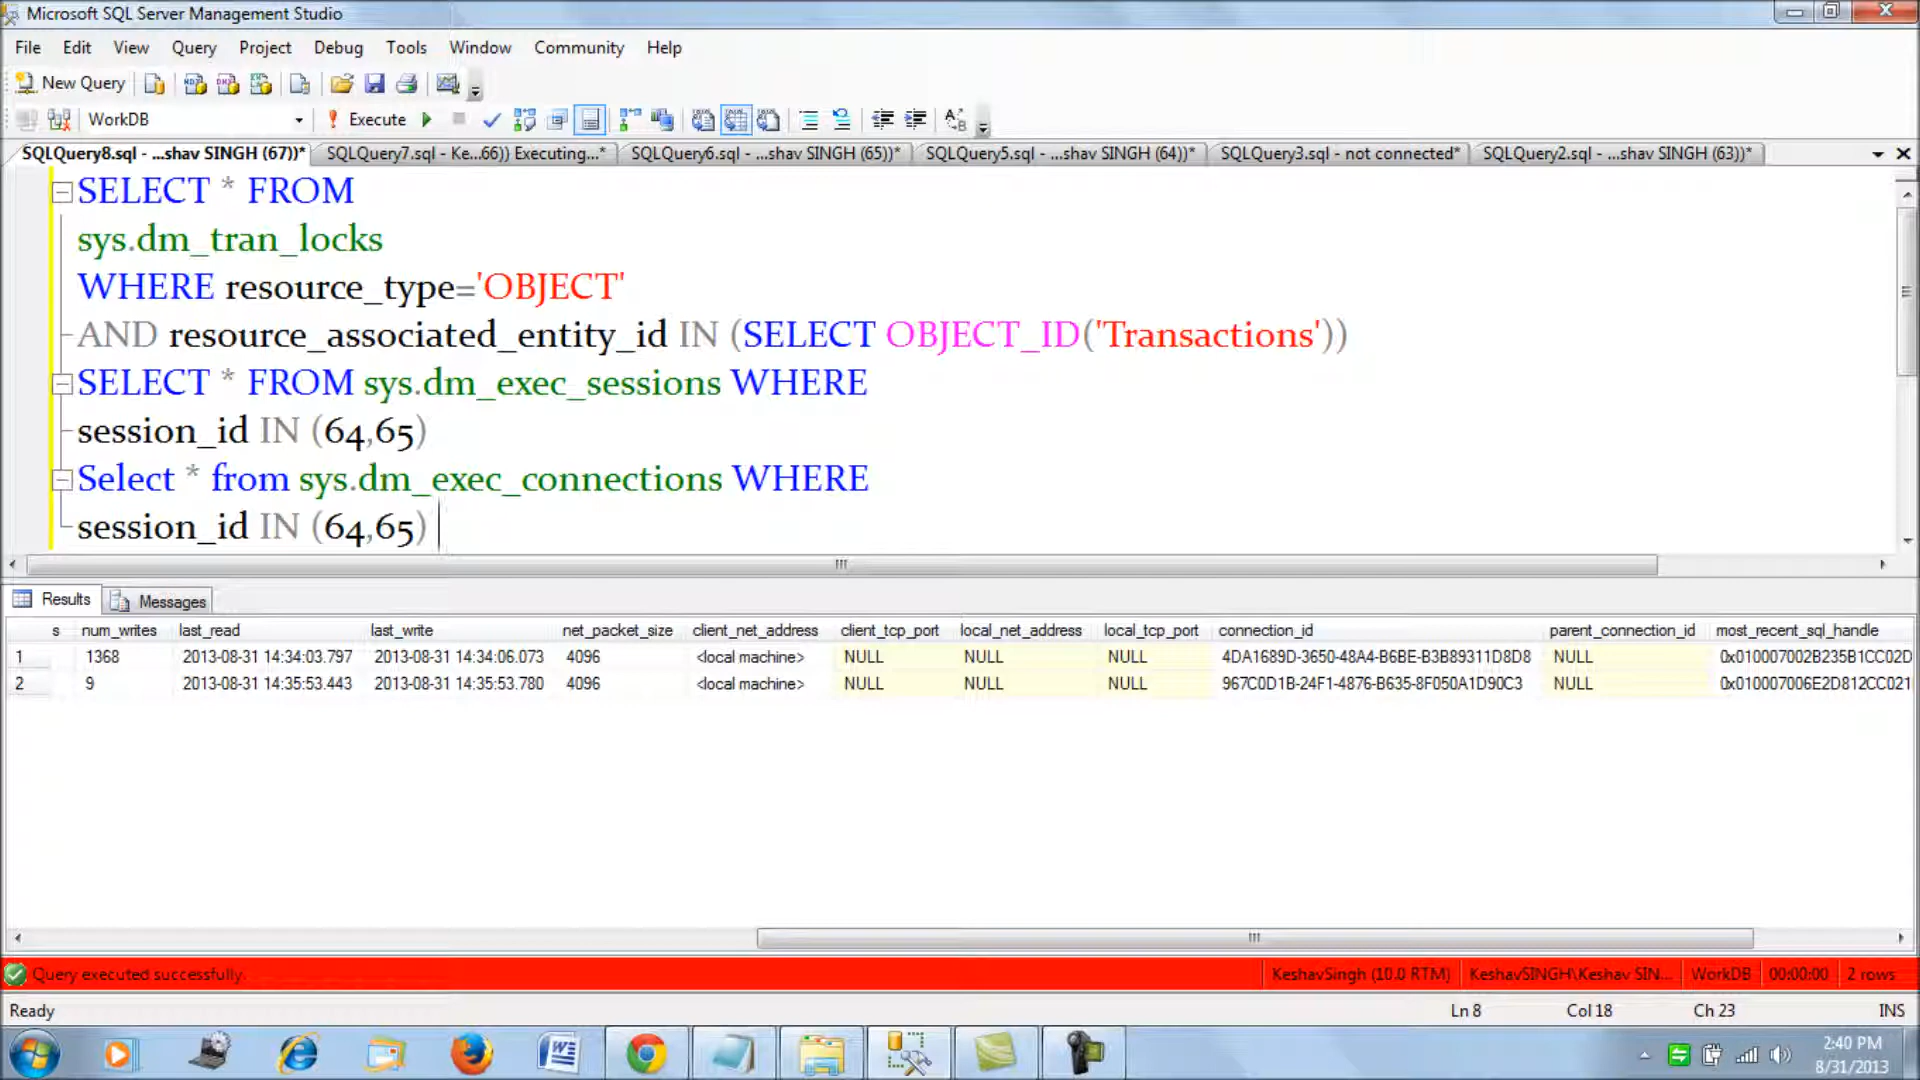 Microsoft SQL Server Management Studio
File Edit View Query Project Debug Tools Window Community Help
New Query
WorkDB Execute
SQLQuery8.sql - ...shav SINGH (67))* SQLQuery7.sql - Ke...66)) Executing...* SQLQuery6.sql - ...shav SINGH (65))* SQLQuery5.sql - ...shav SINGH (64))* SQLQuery3.sql - not connected* SQLQuery2.sql - ...shav SINGH (63))*
SELECT * FROM
sys.dm_tran_locks
WHERE resource_type='OBJECT'
AND resource_associated_entity_id IN (SELECT OBJECT_ID('Transactions'))
SELECT * FROM sys.dm_exec_sessions WHERE
session_id IN (64,65)
Select * from sys.dm_exec_connections WHERE
session_id IN (64,65)
Results Messages
s num_writes last_read last_write net_packet_size client_net_address client_tcp_port local_net_address local_tcp_port connection_id parent_connection_id most_recent_sql_handle
1 1368 2013-08-31 14:34:03.797 2013-08-31 14:34:06.073 4096 <local machine> NULL NULL NULL 4DA1689D-3650-48A4-B6BE-B3B89311D8D8 NULL 0x010007002B235B1CC02D
2 9 2013-08-31 14:35:53.443 2013-08-31 14:35:53.780 4096 <local machine> NULL NULL NULL 967C0D1B-24F1-4876-B635-8F050A1D90C3 NULL 0x010007006E2D812CC021
Query executed successfully. KeshavSingh (10.0 RTM) KeshavSINGH\Keshav SIN... WorkDB 00:00:00 2 rows
Ready Ln 8 Col 18 Ch 23 INS
2:40 PM
8/31/2013